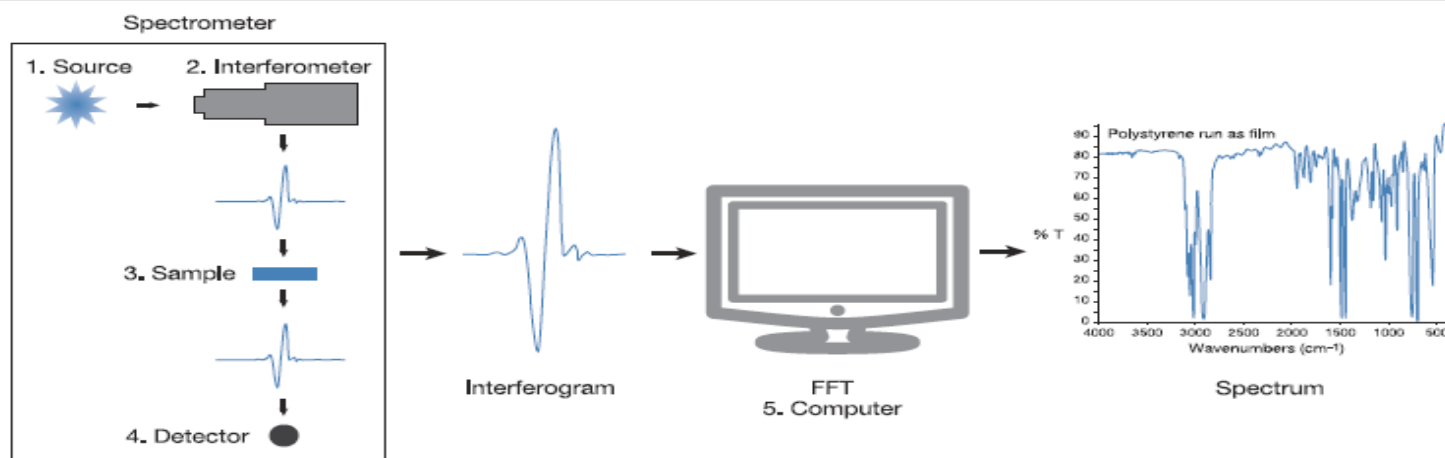 Spectrometer
1. Source
2. Interferometer
3. Sample
4. Detector
Interferogram
FFT
5. Computer
Polystyrene run as film
% T
90
80
70
60
50
40
30
20
10
0
4000 3500 3000 2500 2000 1500 1000 500
Wavenumbers (cm⁻¹)
Spectrum